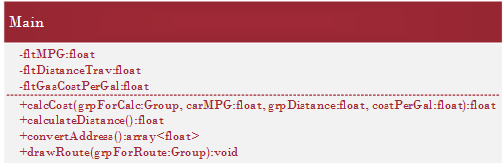 Main
-fltMPG:float
-fltDistanceTrav:float
-fltGasCostPerGal:float
+calcCost(grpForCalc:Group, carMPG:float, grpDistance:float, costPerGal:float):float
+calculateDistance():float
+convertAddress():array<float>
+drawRoute(grpForRoute:Group):void